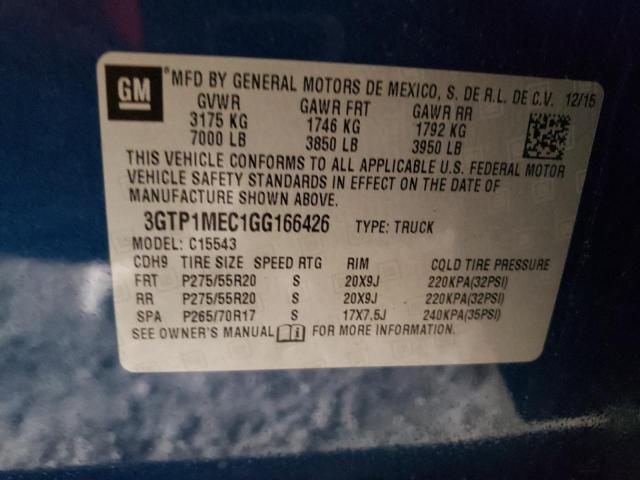 GM
MFD BY GENERAL MOTORS DE MEXICO, S. DE R.L. DE C.V. 12/15
GVWR GAWR FRT GAWR RR
3175 KG 1746 KG 1792 KG
7000 LB 3850 LB 3950 LB
THIS VEHICLE CONFORMS TO ALL APPLICABLE U.S. FEDERAL MOTOR
VEHICLE SAFETY STANDARDS IN EFFECT ON THE DATE OF
MANUFACTURE SHOWN ABOVE.
3GTP1MEC1GG166426 TYPE: TRUCK
MODEL: C15543
CDH9 TIRE SIZE SPEED RTG RIM COLD TIRE PRESSURE
FRT P275/55R20 S 20X9J 220KPA(32PSI)
RR P275/55R20 S 20X9J 220KPA(32PSI)
SPA P265/70R17 S 17X7.5J 240KPA(35PSI)
SEE OWNER'S MANUAL i FOR MORE INFORMATION.